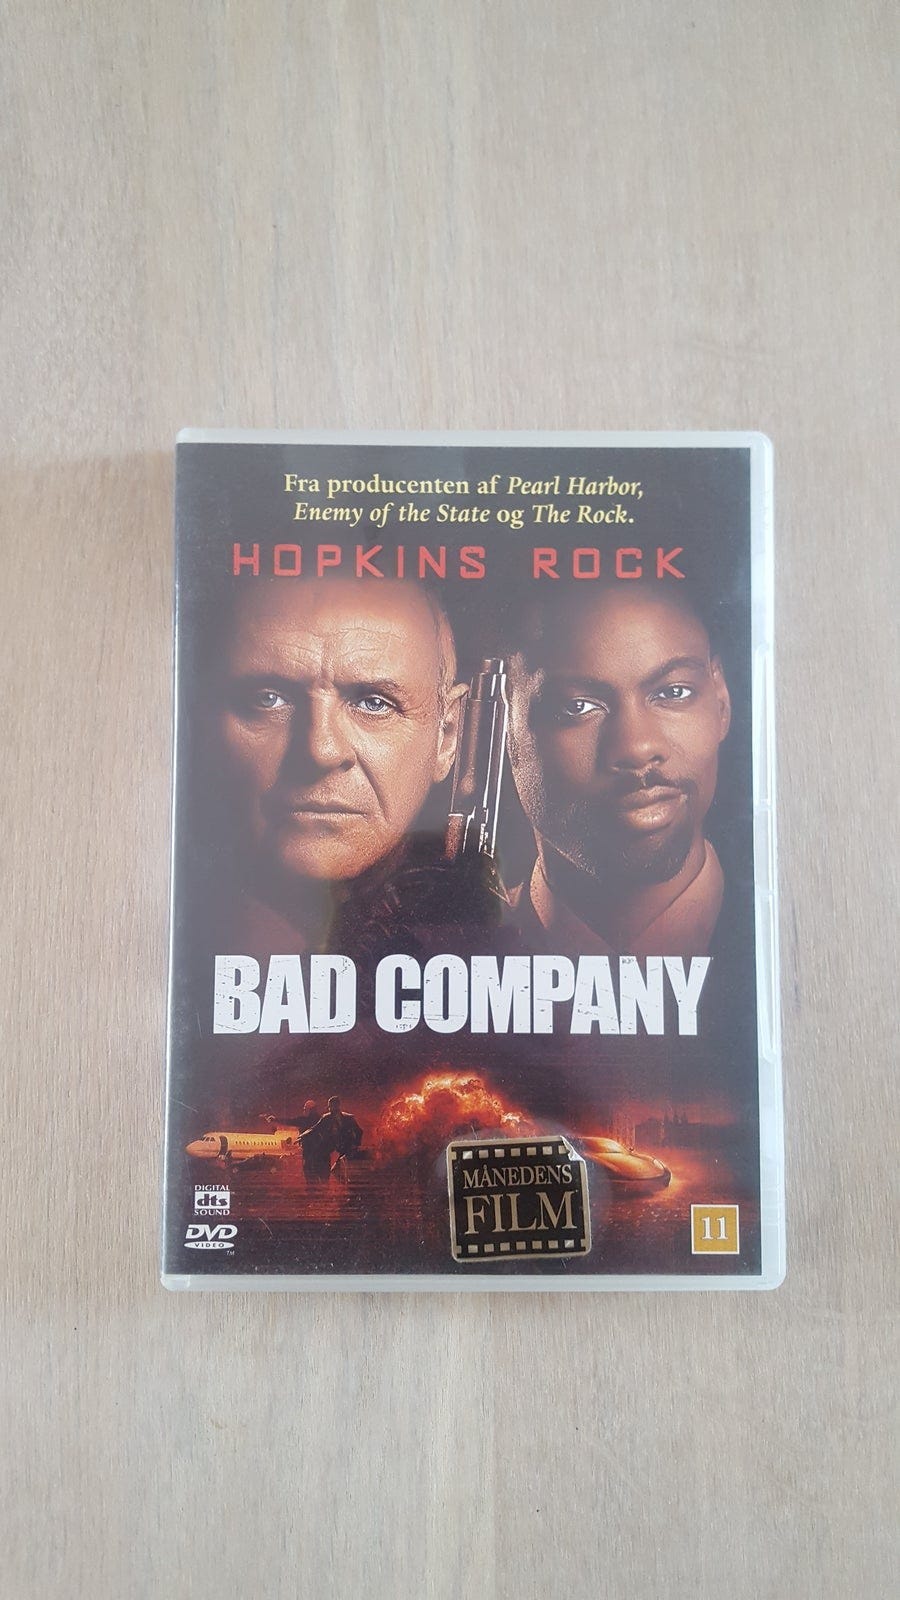 Fra producenten af Pearl Harbor,
Enemy of the State og The Rock.
HOPKINS ROCK
BAD COMPANY
DIGITAL
dts
SOUND
DVD
VIDEO
TM
MÅNEDENS
FILM
11